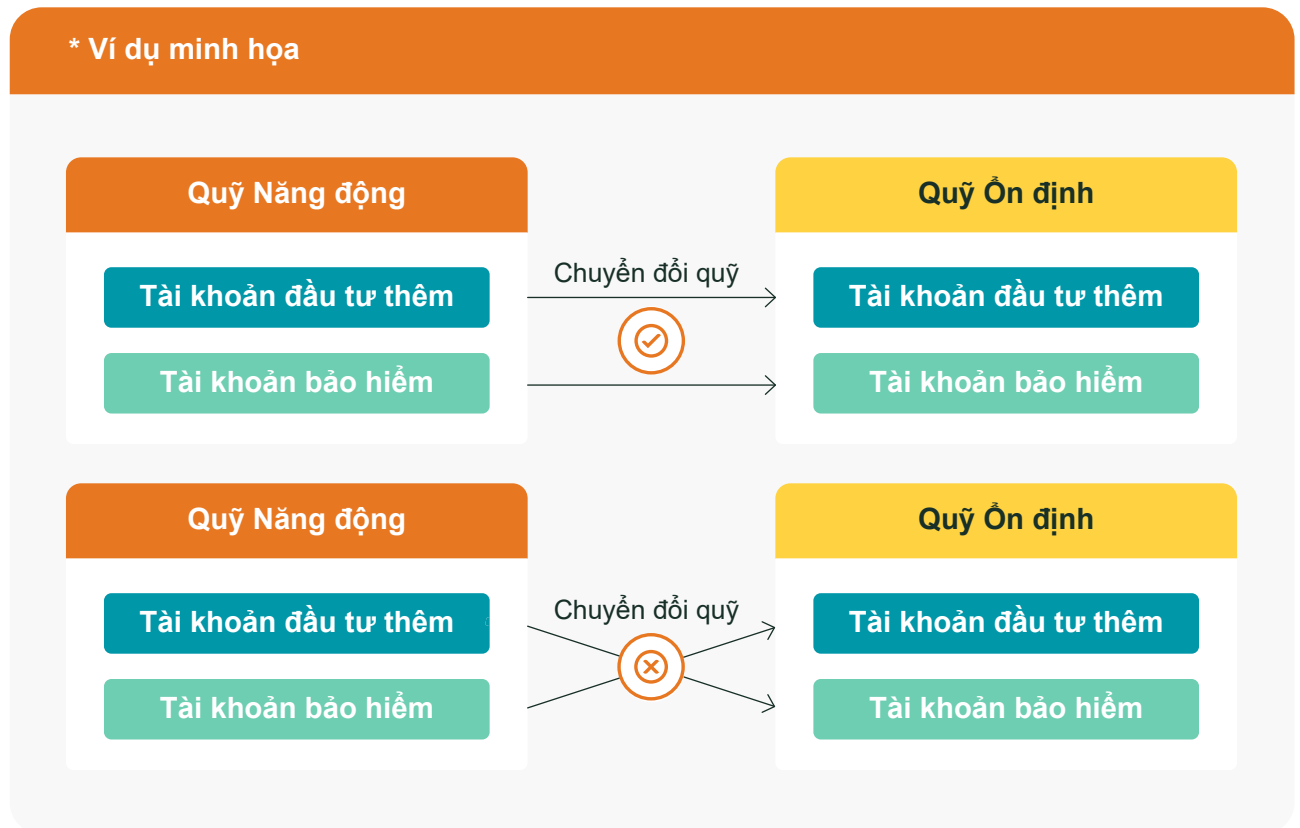 * Ví dụ minh họa
Quỹ Năng động
Quỹ Ổn định
Tài khoản đầu tư thêm
Chuyển đổi quỹ
Tài khoản đầu tư thêm
Tài khoản bảo hiểm
Tài khoản bảo hiểm
Quỹ Năng động
Quỹ Ổn định
Tài khoản đầu tư thêm
Chuyển đổi quỹ
Tài khoản đầu tư thêm
Tài khoản bảo hiểm
Tài khoản bảo hiểm